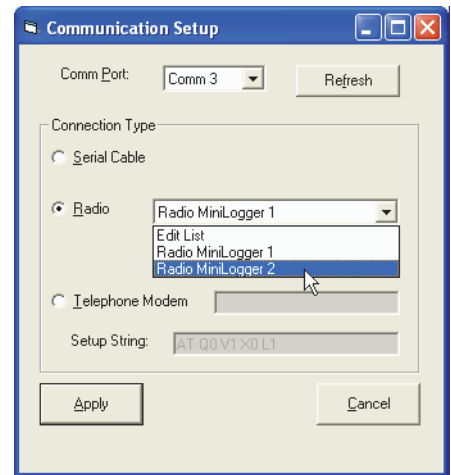 Communication Setup
Comm Port: Comm 3 Refresh
Connection Type
Serial Cable
Radio Radio MiniLogger 1
Edit List
Radio MiniLogger 1
Radio MiniLogger 2
Telephone Modem
Setup String: AT Q0 V1 X0 L1
Apply Cancel